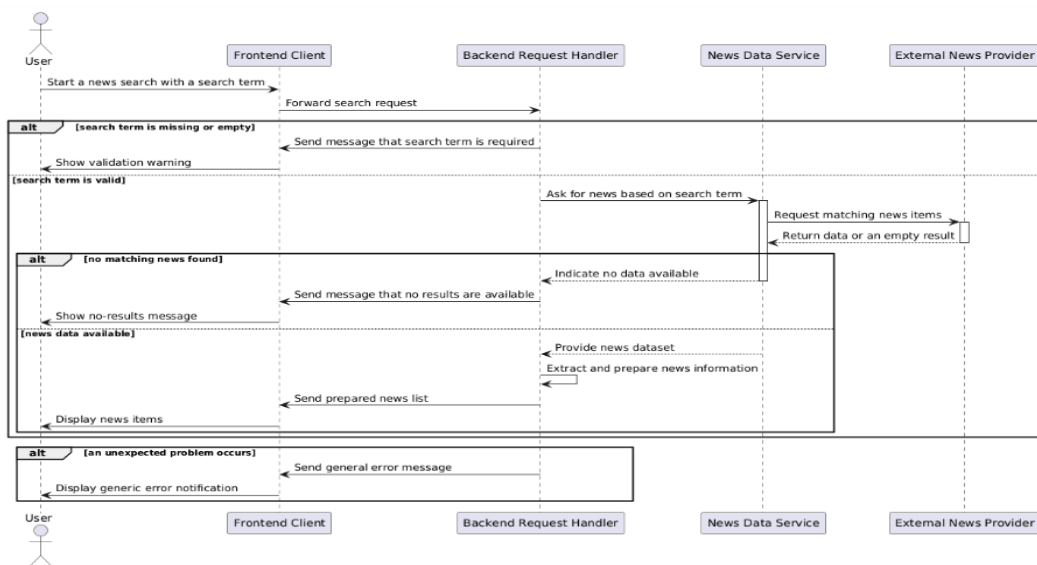 User
Frontend Client
Backend Request Handler
News Data Service
External News Provider
Start a news search with a search term
Forward search request
alt
[search term is missing or empty]
Send message that search term is required
Show validation warning
[search term is valid]
Ask for news based on search term
Request matching news items
Return data or an empty result
alt
[no matching news found]
Indicate no data available
Send message that no results are available
Show no-results message
[news data available]
Provide news dataset
Extract and prepare news information
Send prepared news list
Display news items
alt
[an unexpected problem occurs]
Send general error message
Display generic error notification
User
Frontend Client
Backend Request Handler
News Data Service
External News Provider